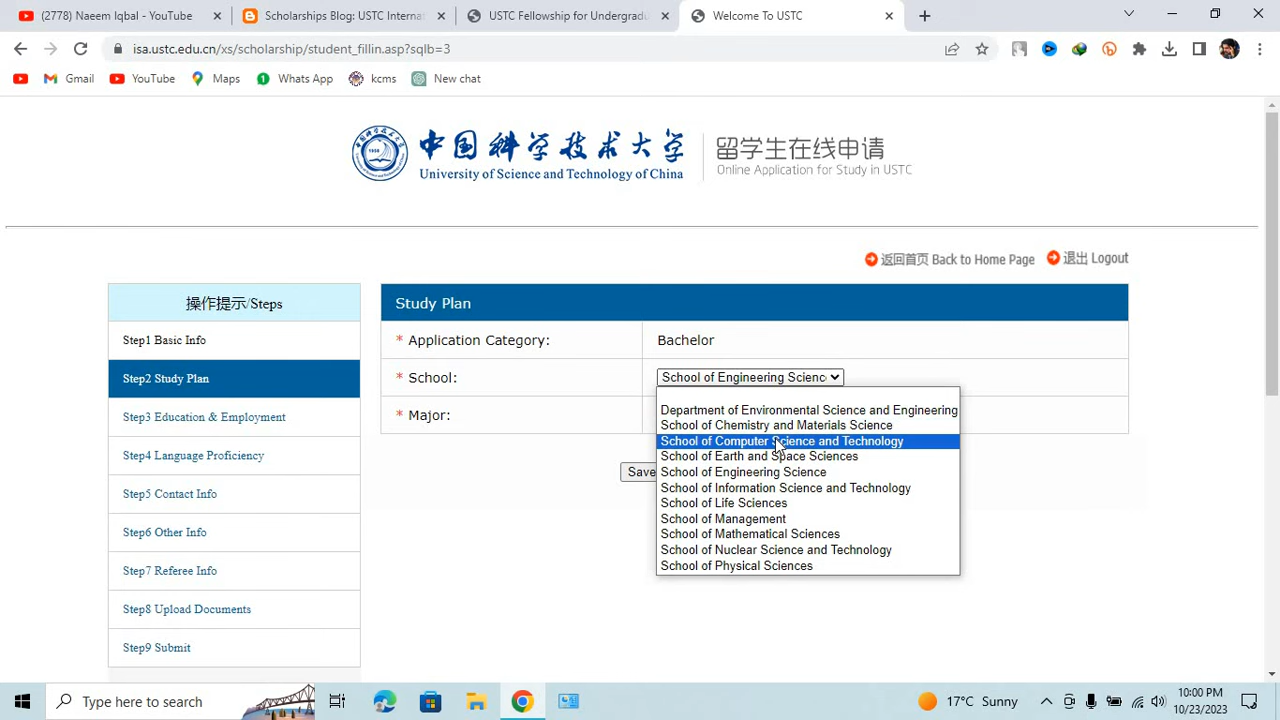 (2778) Naeem Iqbal - YouTube
Scholarships Blog: USTC Interna
USTC Fellowship for Undergradu
Welcome To USTC
isa.ustc.edu.cn/xs/scholarship/student_fillin.asp?sqlb=3
Gmail
YouTube
Maps
Whats App
kcms
New chat
中国科学技术大学
University of Science and Technology of China
留学生在线申请
Online Application for Study in USTC
返回首页 Back to Home Page
退出 Logout
操作提示/Steps
Step1 Basic Info
Step2 Study Plan
Step3 Education & Employment
Step4 Language Proficiency
Step5 Contact Info
Step6 Other Info
Step7 Referee Info
Step8 Upload Documents
Step9 Submit
Study Plan
* Application Category:
Bachelor
* School:
School of Engineering Scienc
* Major:
Save
Department of Environmental Science and Engineering
School of Chemistry and Materials Science
School of Computer Science and Technology
School of Earth and Space Sciences
School of Engineering Science
School of Information Science and Technology
School of Life Sciences
School of Management
School of Mathematical Sciences
School of Nuclear Science and Technology
School of Physical Sciences
Type here to search
17°C Sunny
10:00 PM
10/23/2023